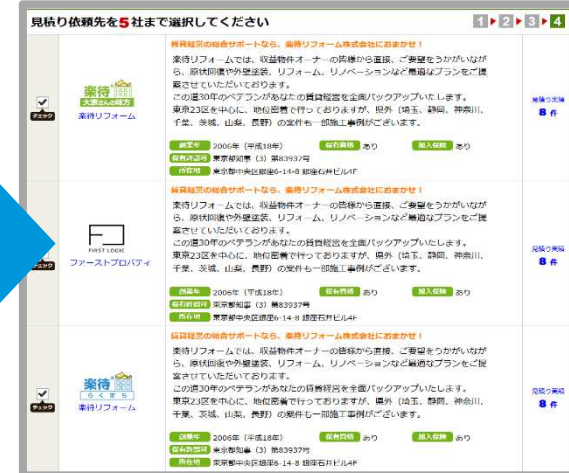 見積り依頼先を5社まで選択してください
1 2 3 4
賃貸経営の総合サポートなら、楽待リフォーム株式会社におまかせ！
楽待リフォームでは、収益物件オーナーの皆様から直接、ご要望をうかがいなが
ら、原状回復や外壁塗装、リフォーム、リノベーションなど最適なプランをご提
案させていただいております。
この道30年のベテランがあなたの賃貸経営を全面バックアップいたします。
東京23区を中心に、地位密着で行っておりますが、県外（埼玉、静岡、神奈川、
千葉、茨城、山梨、長野）の案件も一部施工事例がございます。
楽待
大家さんの味方
チェック
楽待リフォーム
見積り実績
8 件
創業年 2006年（平成18年） 保有資格 あり 加入保険 あり
保有許認可 東京都知事（3）第83937号
所在地 東京都中央区銀座6-14-8 銀座石井ビル4F
賃貸経営の総合サポートなら、楽待リフォーム株式会社におまかせ！
楽待リフォームでは、収益物件オーナーの皆様から直接、ご要望をうかがいなが
ら、原状回復や外壁塗装、リフォーム、リノベーションなど最適なプランをご提
案させていただいております。
この道30年のベテランがあなたの賃貸経営を全面バックアップいたします。
東京23区を中心に、地位密着で行っておりますが、県外（埼玉、静岡、神奈川、
千葉、茨城、山梨、長野）の案件も一部施工事例がございます。
FIRST LOGIC
チェック
ファーストプロパティ
見積り実績
8 件
創業年 2006年（平成18年） 保有資格 あり 加入保険 あり
保有許認可 東京都知事（3）第83937号
所在地 東京都中央区銀座6-14-8 銀座石井ビル4F
賃貸経営の総合サポートなら、楽待リフォーム株式会社におまかせ！
楽待リフォームでは、収益物件オーナーの皆様から直接、ご要望をうかがいなが
ら、原状回復や外壁塗装、リフォーム、リノベーションなど最適なプランをご提
案させていただいております。
この道30年のベテランがあなたの賃貸経営を全面バックアップいたします。
東京23区を中心に、地位密着で行っておりますが、県外（埼玉、静岡、神奈川、
千葉、茨城、山梨、長野）の案件も一部施工事例がございます。
楽待
らくまち
チェック
楽待リフォーム
見積り実績
8 件
創業年 2006年（平成18年） 保有資格 あり 加入保険 あり
保有許認可 東京都知事（3）第83937号
所在地 東京都中央区銀座6-14-8 銀座石井ビル4F